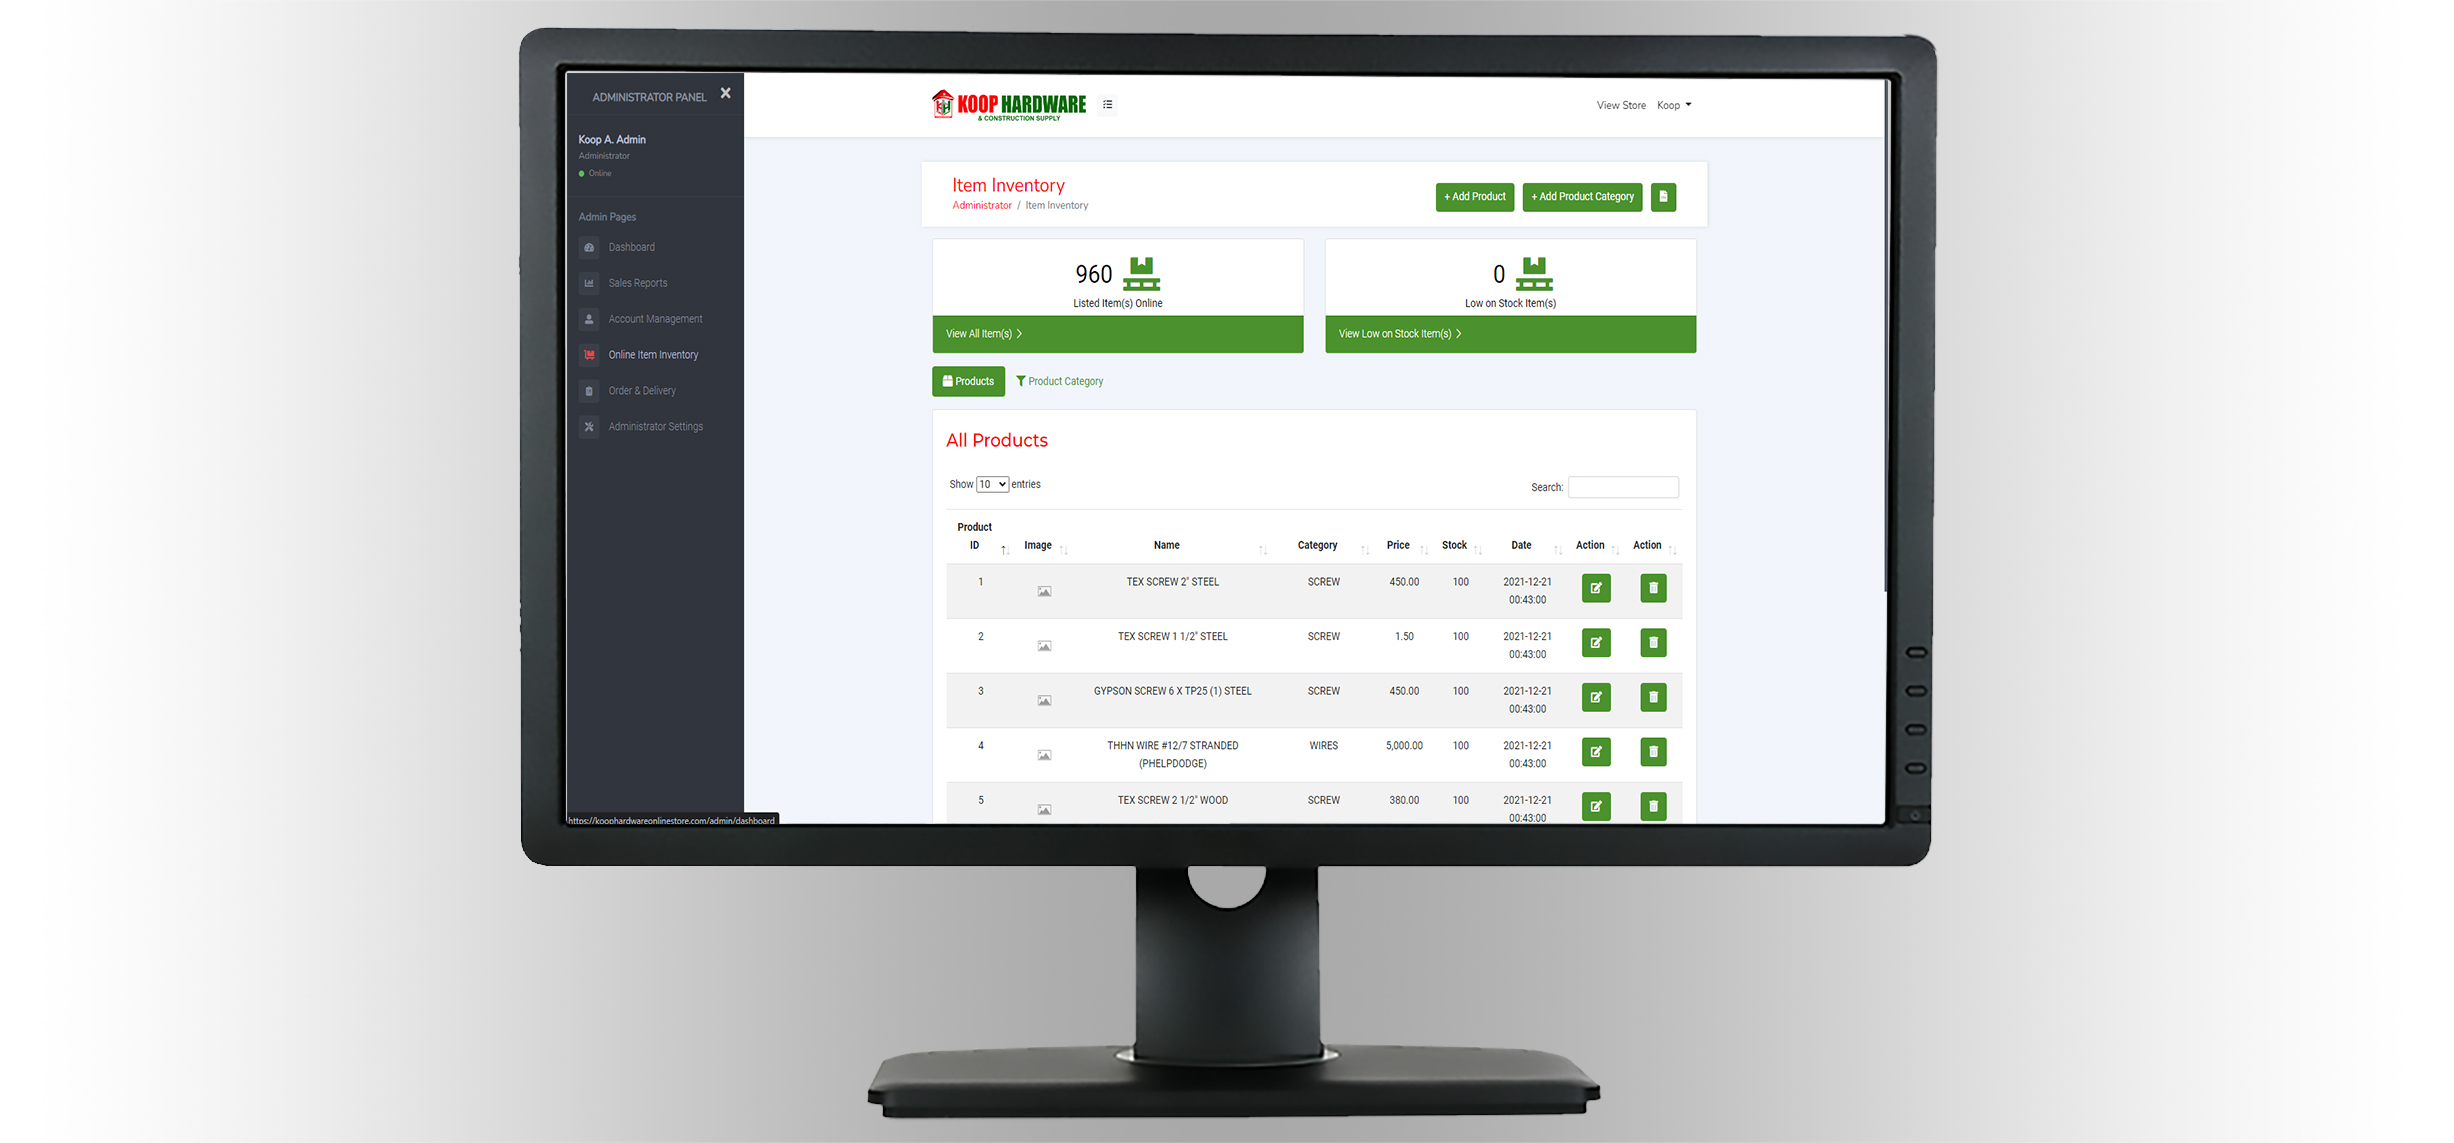 ADMINISTRATOR PANEL
Koop A. Admin
Administrator
Online
Admin Pages
Dashboard
Sales Reports
Account Management
Online Item Inventory
Order & Delivery
Administrator Settings
https://koophardwareonlinestore.com/admin/dashboard
KOOP HARDWARE
& CONSTRUCTION SUPPLY
View Store Koop
Item Inventory
Administrator / Item Inventory
+ Add Product + Add Product Category
960
Listed Item(s) Online
View All Item(s)
0
Low on Stock Item(s)
View Low on Stock Item(s)
Products Product Category
All Products
Show 10 entries
Search:
Product ID Image Name Category Price Stock Date Action Action
1 TEX SCREW 2" STEEL SCREW 450.00 100 2021-12-21
00:43:00
2 TEX SCREW 1 1/2" STEEL SCREW 1.50 100 2021-12-21
00:43:00
3 GYPSON SCREW 6 X TP25 (1) STEEL SCREW 450.00 100 2021-12-21
00:43:00
4 THHN WIRE #12/7 STRANDED WIRES 5,000.00 100 2021-12-21
(PHELPDODGE) 00:43:00
5 TEX SCREW 2 1/2" WOOD SCREW 380.00 100 2021-12-21
00:43:00